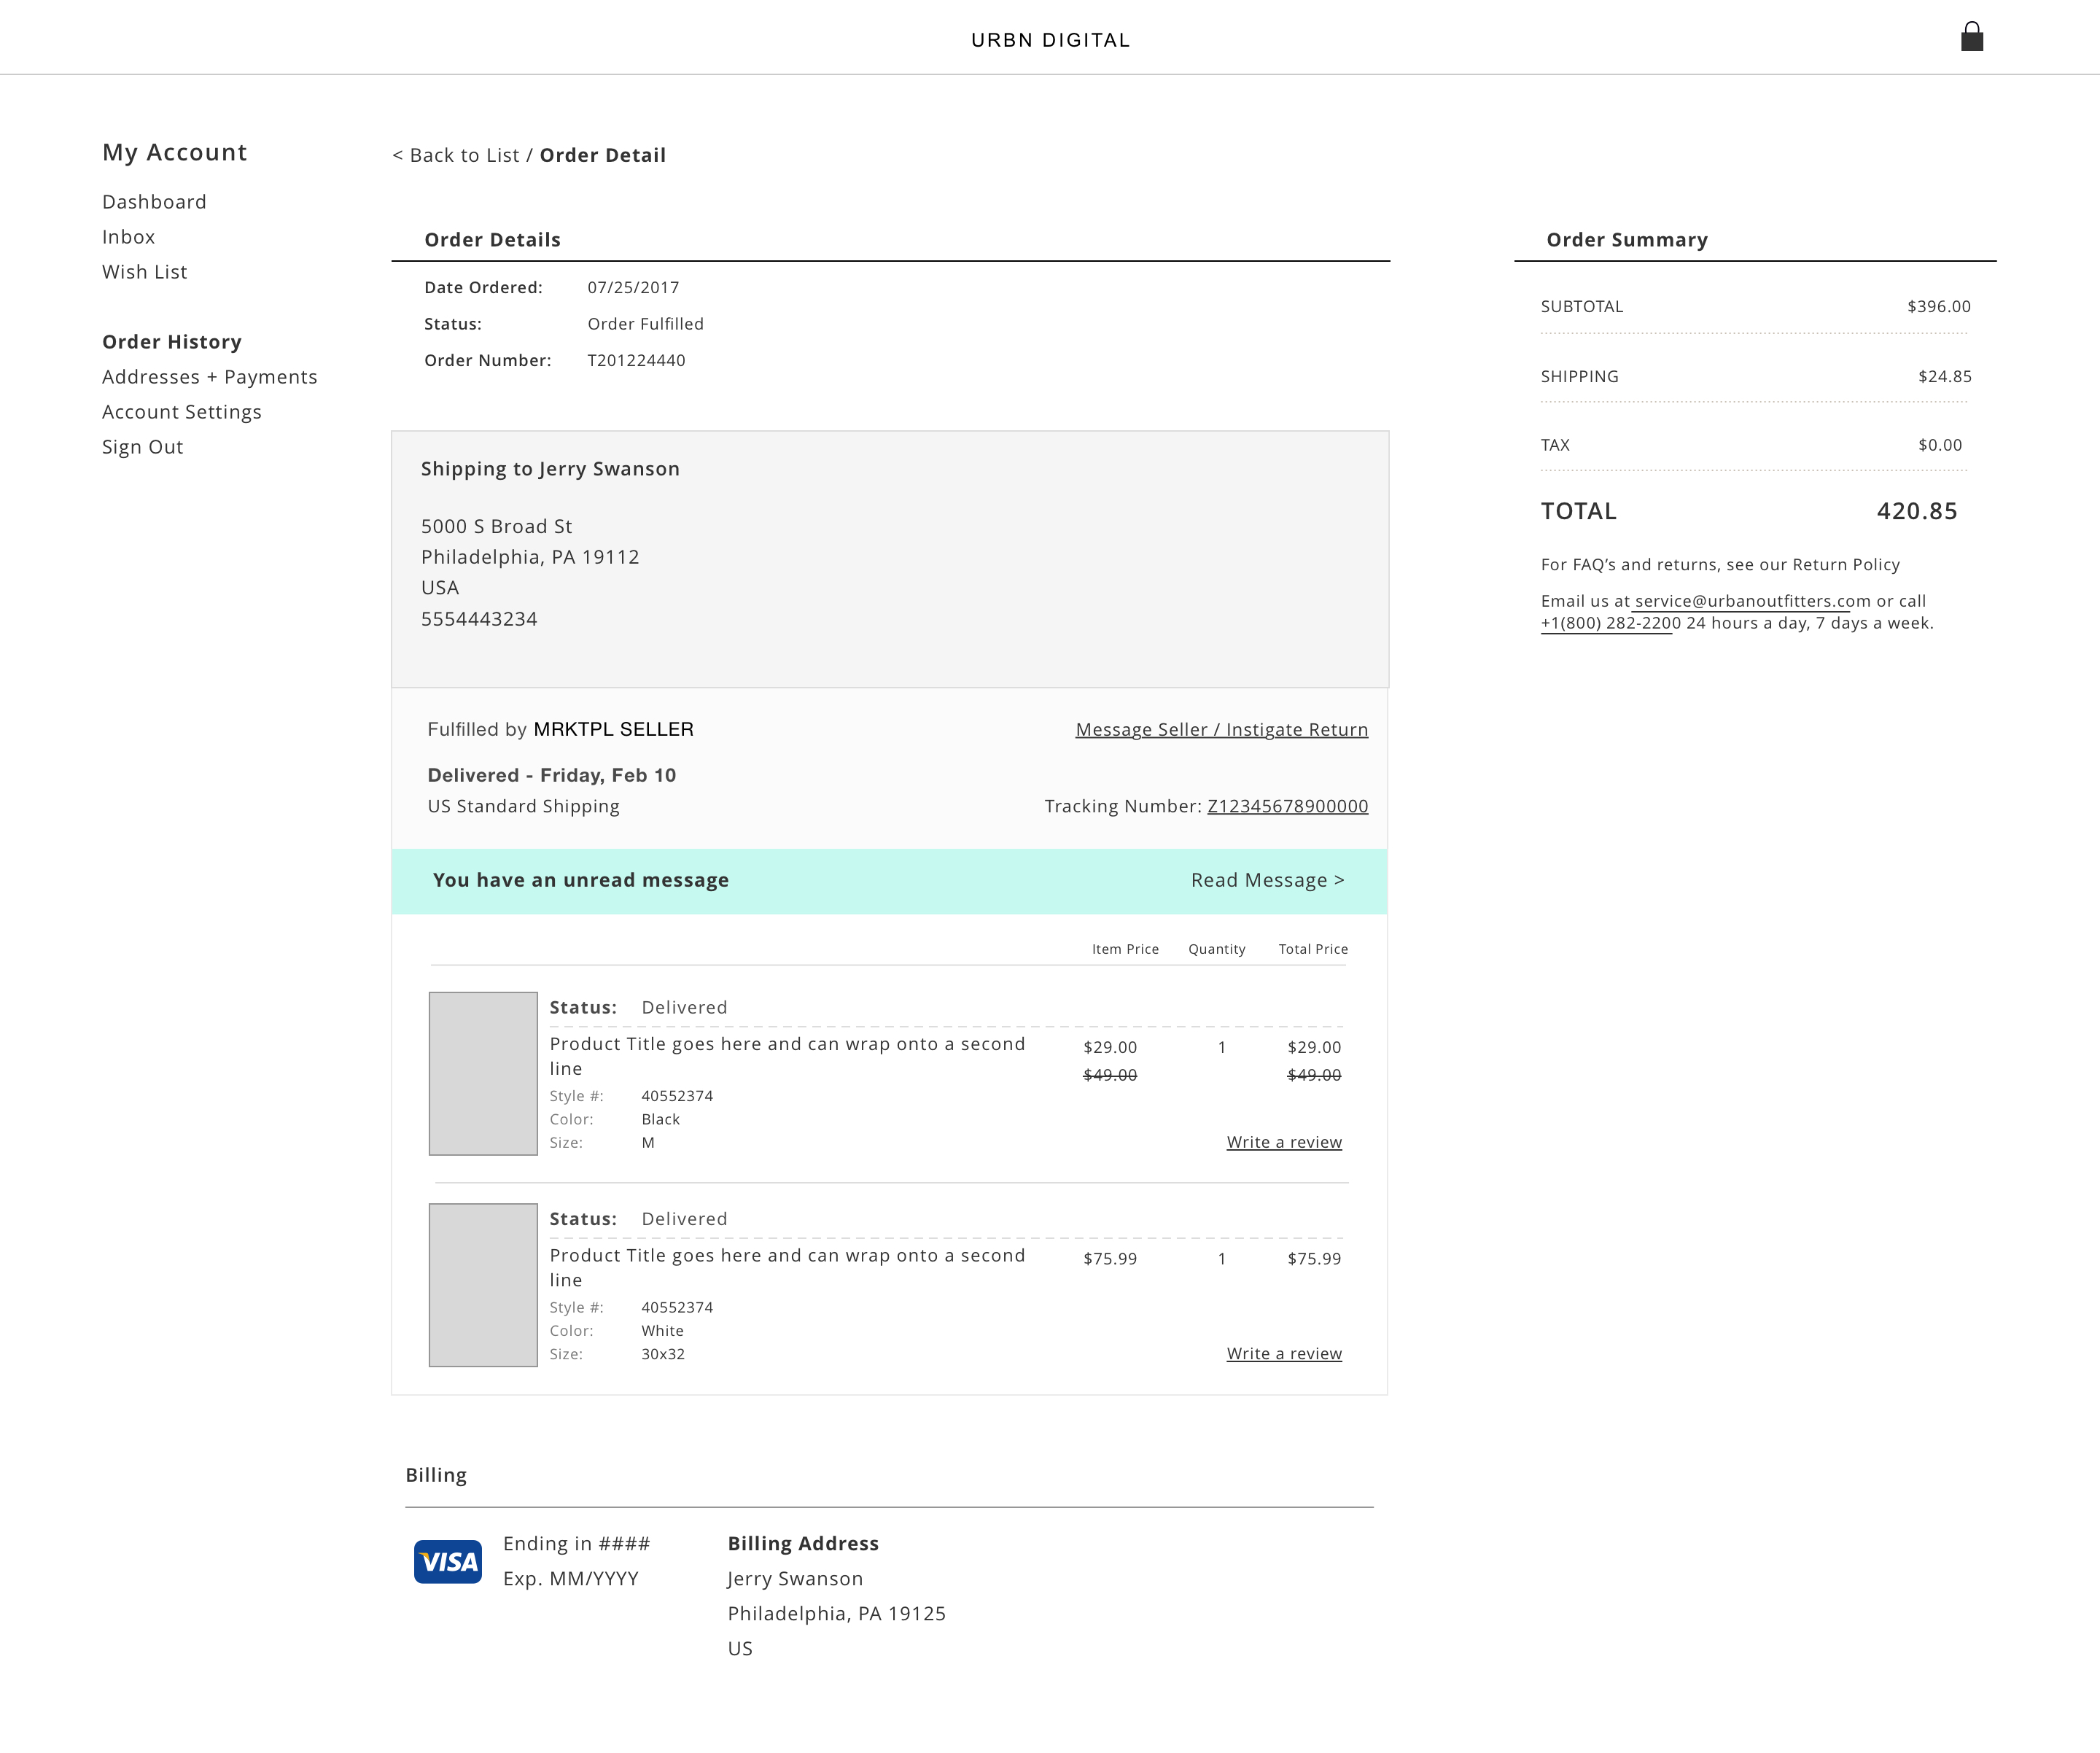 URBN DIGITAL
My Account
Dashboard
Inbox
Wish List
Order History
Addresses + Payments
Account Settings
Sign Out
< Back to List / Order Detail
Order Details
Date Ordered: 07/25/2017
Status: Order Fulfilled
Order Number: T201224440
Shipping to Jerry Swanson
5000 S Broad St
Philadelphia, PA 19112
USA
5554443234
Fulfilled by MRKTPL SELLER Message Seller / Instigate Return
Delivered - Friday, Feb 10
US Standard Shipping Tracking Number: Z12345678900000
You have an unread message Read Message >
Item Price Quantity Total Price
Status: Delivered
Product Title goes here and can wrap onto a second $29.00 1 $29.00
line $49.00 $49.00
Style #: 40552374
Color: Black
Size: M Write a review
Status: Delivered
Product Title goes here and can wrap onto a second $75.99 1 $75.99
line
Style #: 40552374
Color: White
Size: 30x32 Write a review
Billing
VISA Ending in #### Billing Address
Exp. MM/YYYY Jerry Swanson
Philadelphia, PA 19125
US
Order Summary
SUBTOTAL $396.00
SHIPPING $24.85
TAX $0.00
TOTAL 420.85
For FAQ’s and returns, see our Return Policy
Email us at service@urbanoutfitters.com or call
+1(800) 282-2200 24 hours a day, 7 days a week.